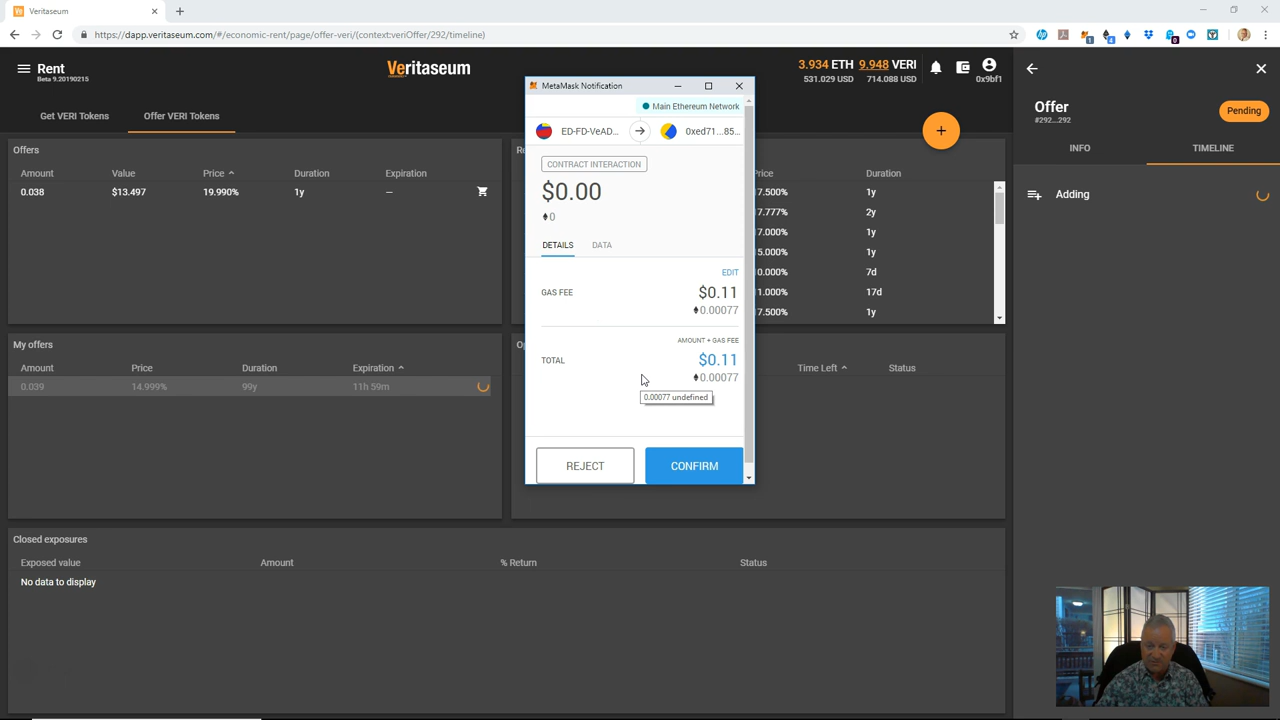 Veritaseum
https://dapp.veritaseum.com/#/economic-rent/page/offer-veri/(context:veriOffer/292/timeline)
Rent
Beta 9.20190215
Veritaseum
3.934 ETH 9.948 VERI
531.029 USD 714.088 USD
0x9bf1
Get VERI Tokens
Offer VERI Tokens
Offers
Amount Value Price Duration Expiration
0.038 $13.497 19.990% 1y –
Price Duration
17.500% 1y
17.777% 2y
17.000% 1y
15.000% 1y
10.000% 7d
11.000% 17d
17.500% 1y
My offers
Amount Price Duration Expiration
0.039 14.999% 99y 11h 59m
Time Left Status
Closed exposures
Exposed value Amount % Return Status
No data to display
MetaMask Notification
Main Ethereum Network
ED-FD-VeAD... 0xed71...85...
CONTRACT INTERACTION
$0.00
0
DETAILS DATA
EDIT
GAS FEE $0.11
0.00077
AMOUNT + GAS FEE
TOTAL $0.11
0.00077
0.00077 undefined
REJECT CONFIRM
Offer
#292...292
Pending
INFO TIMELINE
Adding